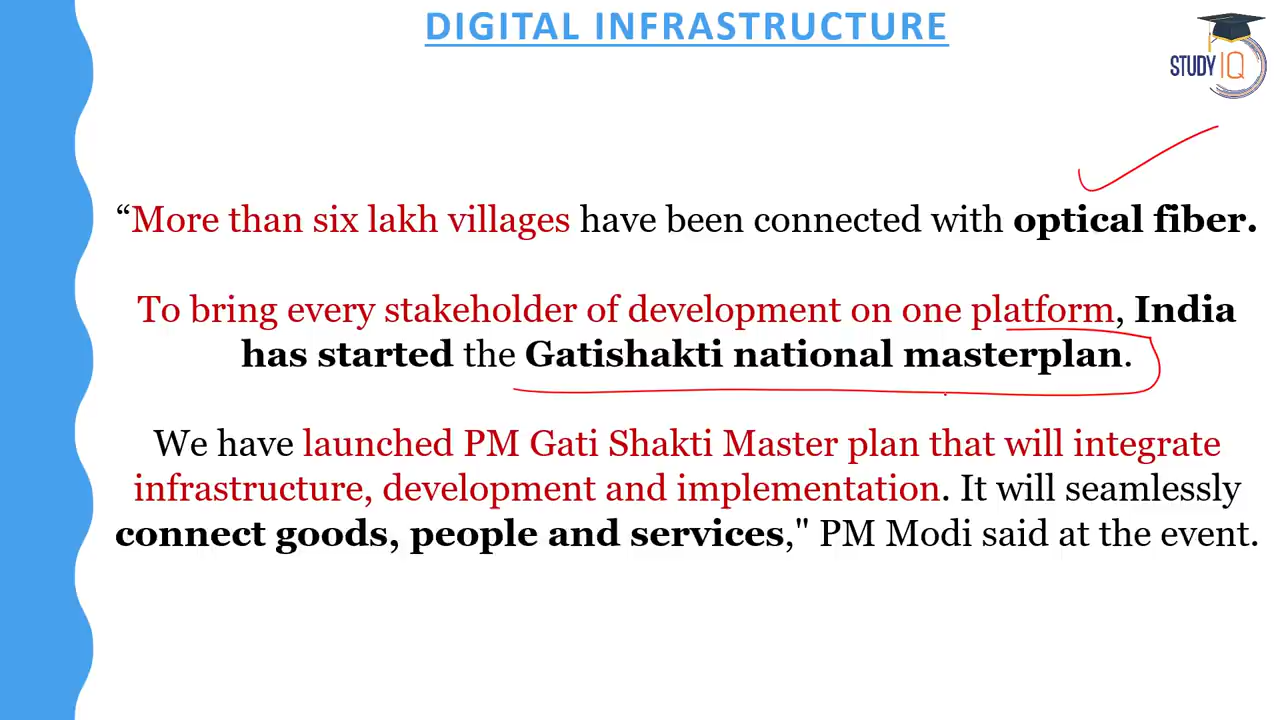 DIGITAL INFRASTRUCTURE
STUDY IQ
“More than six lakh villages have been connected with optical fiber.
To bring every stakeholder of development on one platform, India
has started the Gatishakti national masterplan.
We have launched PM Gati Shakti Master plan that will integrate
infrastructure, development and implementation. It will seamlessly
connect goods, people and services," PM Modi said at the event.